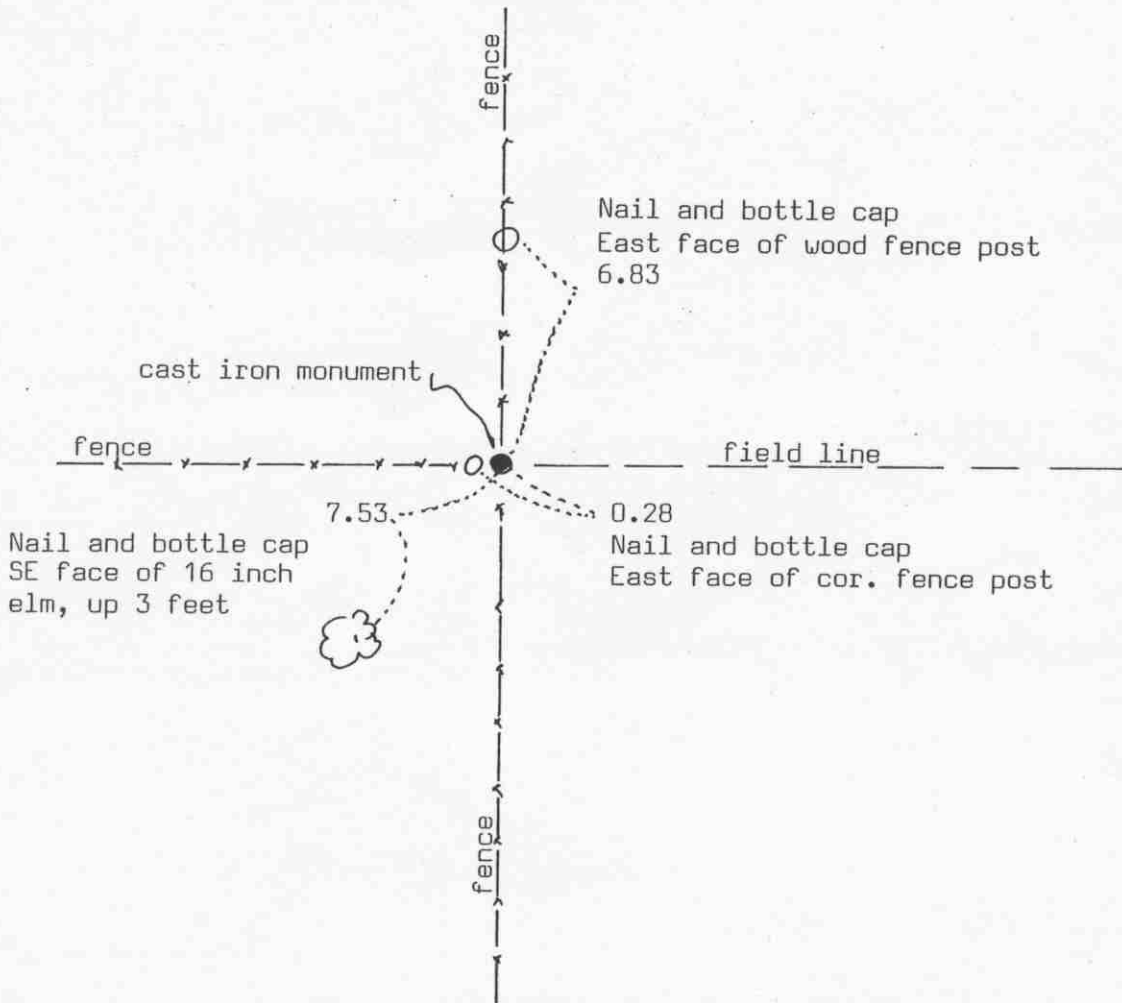 fence
Nail and bottle cap
East face of wood fence post
6.83
cast iron monument
fence
field line
7.53
0.28
Nail and bottle cap
SE face of 16 inch
elm, up 3 feet
Nail and bottle cap
East face of cor. fence post
fence